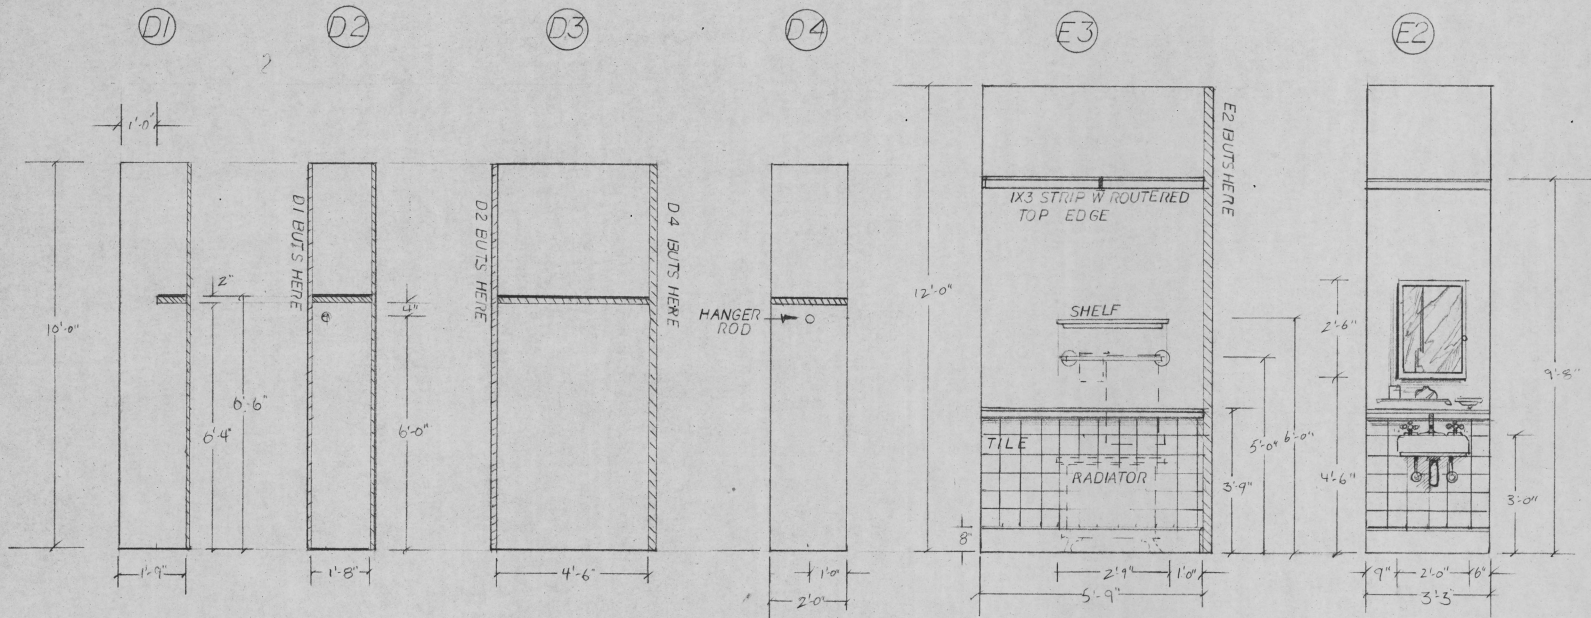 D1
D2
D3
D4
E3
E2
2
1'-0"
10'-0"
2"
6'-4"
6'-6"
1'-9"
D1 BUTS HERE
4"
6'-0"
1'-8"
D2 BUTS HERE
D4 BUTS HERE
4'-6"
HANGER
ROD
1'-0"
2'-0"
12'-0"
1X3 STRIP W ROUTERED
TOP EDGE
E2 BUTS HERE
SHELF
TILE
RADIATOR
8"
3'-9"
5'-0"
6'-0"
2'9"
1'0"
5'-9"
2'-6"
4'-6"
9'-8"
3'-0"
9"
2'-0"
6"
3'-3"